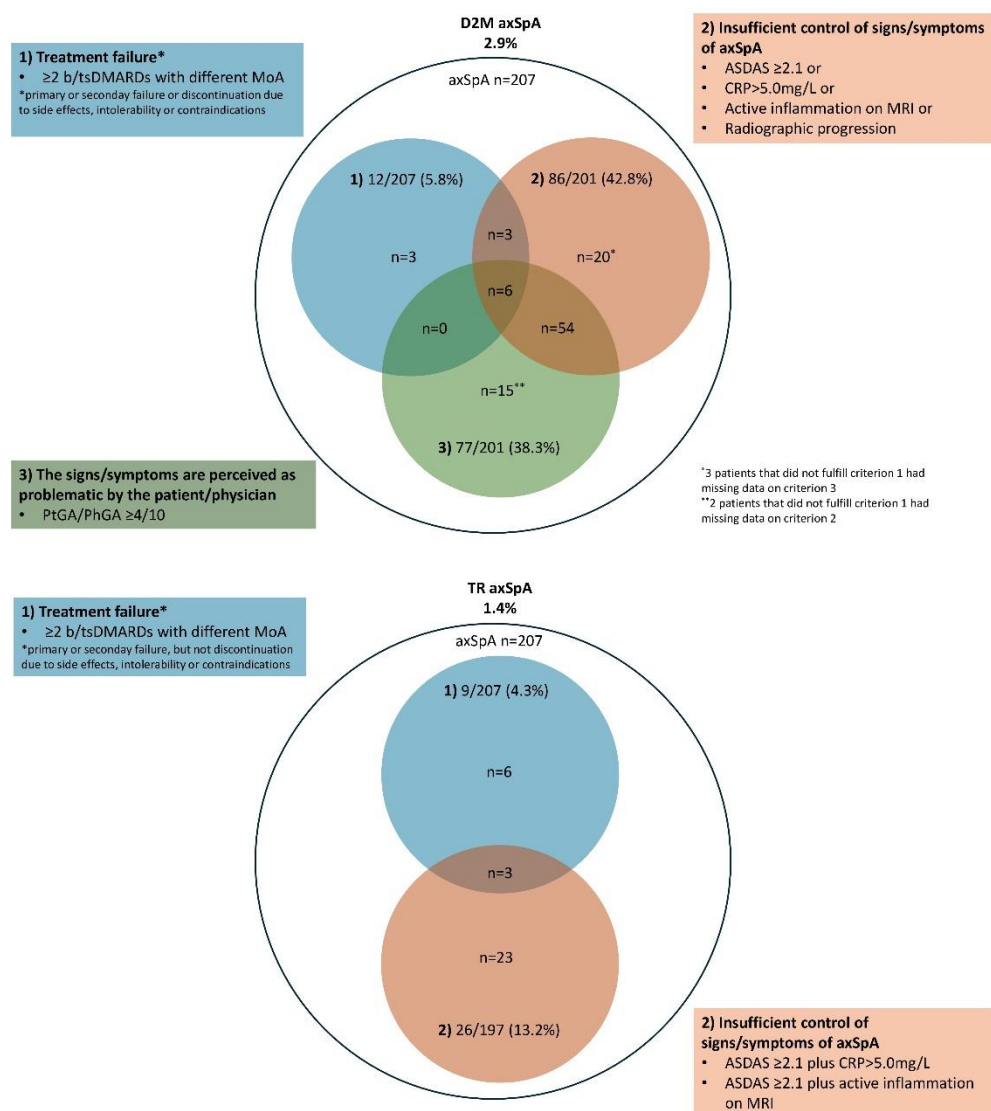 D2M axSpA
2.9%
1) Treatment failure*
• ≥2 b/tsDMARDs with different MoA
*primary or seconday failure or discontinuation due
to side effects, intolerability or contraindications
2) Insufficient control of signs/symptoms
of axSpA
• ASDAS ≥2.1 or
• CRP>5.0mg/L or
• Active inflammation on MRI or
• Radiographic progression
axSpA n=207
1) 12/207 (5.8%)
2) 86/201 (42.8%)
n=3
n=3
n=20*
n=6
n=0
n=54
n=15**
3) 77/201 (38.3%)
3) The signs/symptoms are perceived as
problematic by the patient/physician
• PtGA/PhGA ≥4/10
*3 patients that did not fulfill criterion 1 had
missing data on criterion 3
**2 patients that did not fulfill criterion 1 had
missing data on criterion 2
TR axSpA
1.4%
1) Treatment failure*
• ≥2 b/tsDMARDs with different MoA
*primary or seconday failure, but not discontinuation
due to side effects, intolerability or contraindications
axSpA n=207
1) 9/207 (4.3%)
n=6
n=3
n=23
2) 26/197 (13.2%)
2) Insufficient control of
signs/symptoms of axSpA
• ASDAS ≥2.1 plus CRP>5.0mg/L
• ASDAS ≥2.1 plus active inflammation
on MRI